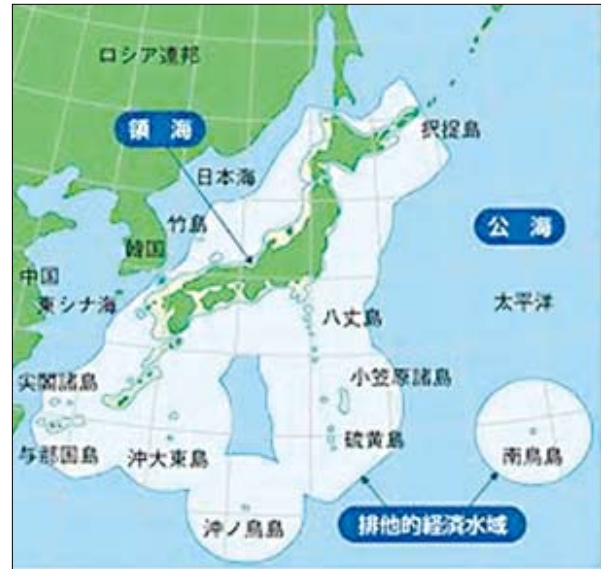 ロシア連邦
領海
択捉島
日本海
竹島
公海
韓国
中国
東シナ海
太平洋
八丈島
尖閣諸島
小笠原諸島
硫黄島
与那国島
沖大東島
南鳥島
沖ノ鳥島
排他的経済水域